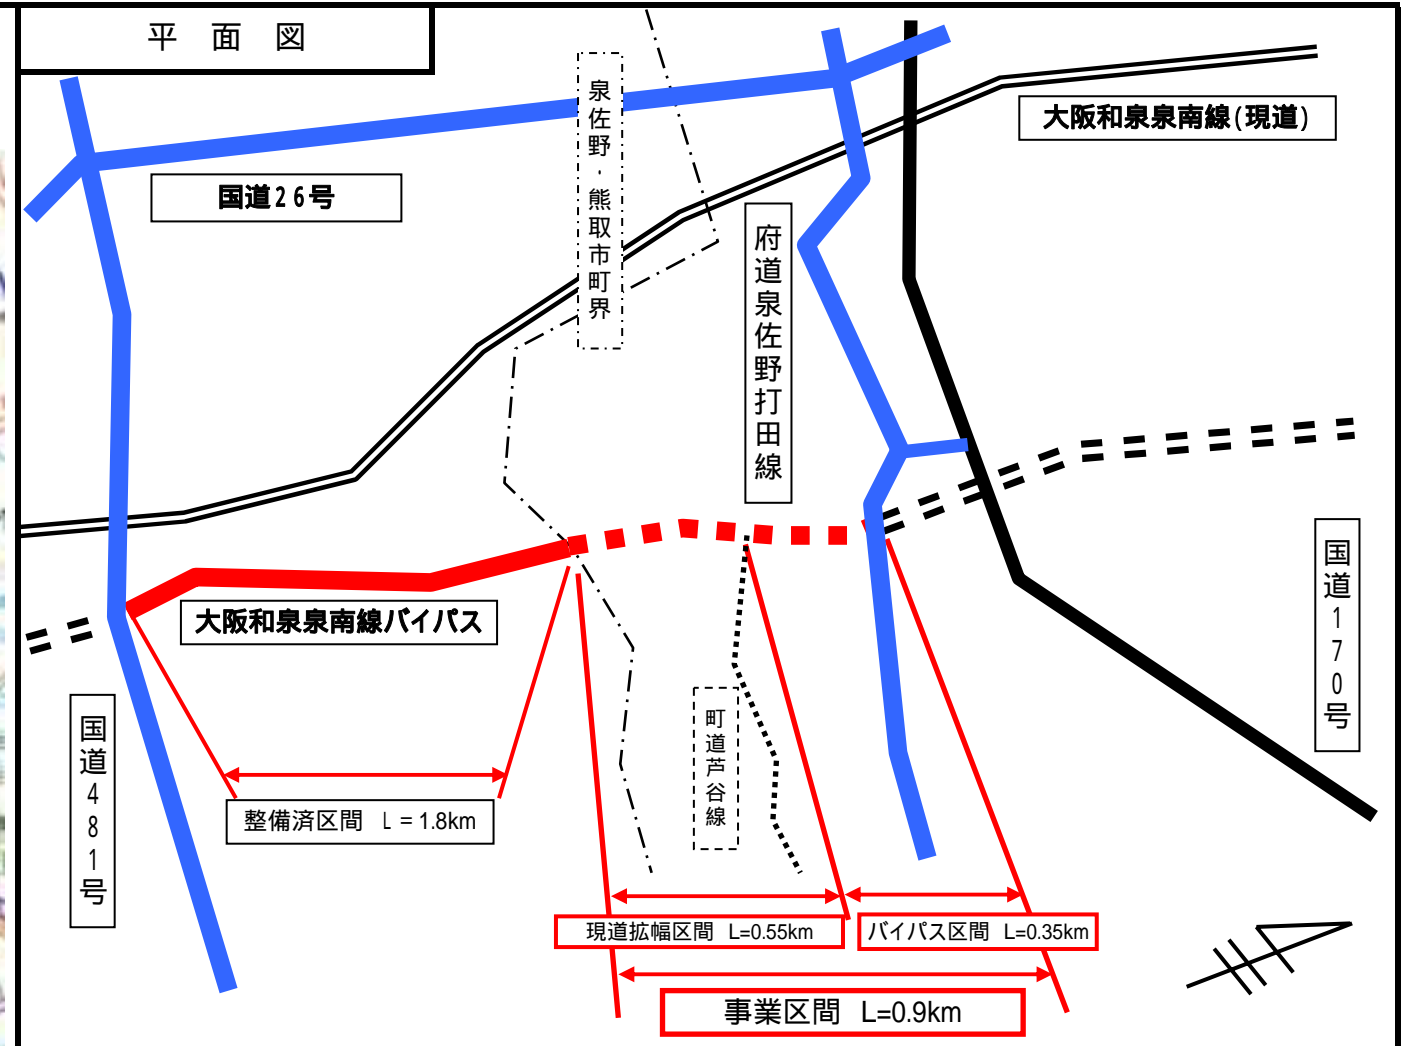 平面図
大阪和泉泉南線(現道)
国道26号
泉佐野・熊取市町界
府道泉佐野打田線
国道170号
大阪和泉泉南線バイパス
国道481号
町道芦谷線
整備済区間 L=1.8km
現道拡幅区間 L=0.55km
バイパス区間 L=0.35km
事業区間 L=0.9km